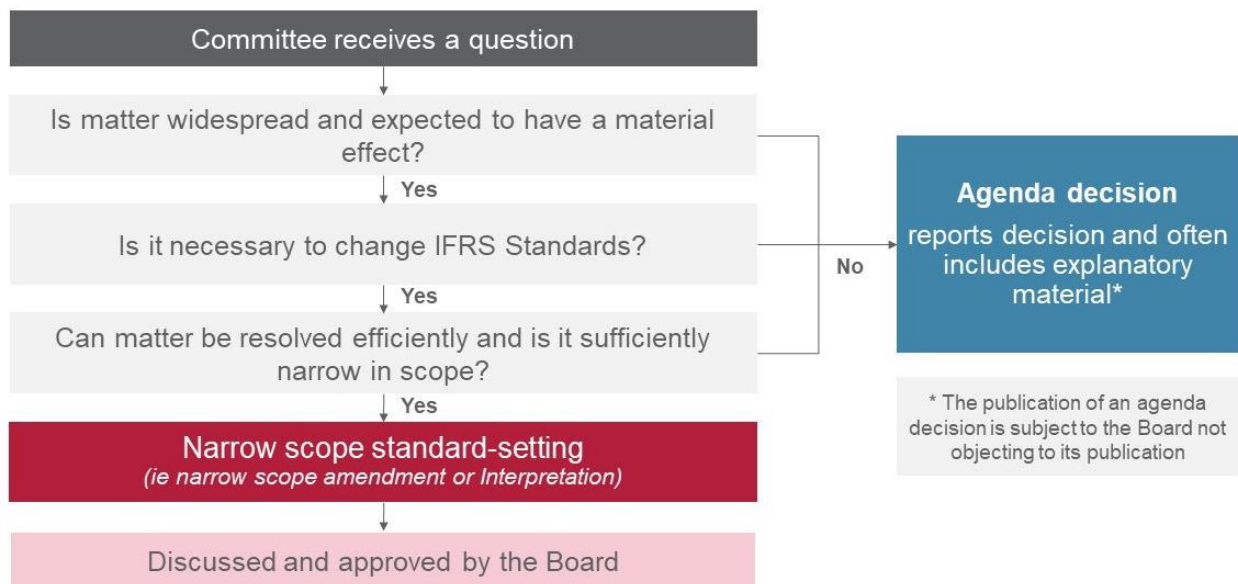 Committee receives a question
Is matter widespread and expected to have a material
effect?
Yes
Is it necessary to change IFRS Standards?
Yes
Can matter be resolved efficiently and is it sufficiently
narrow in scope?
Yes
Narrow scope standard-setting
(ie narrow scope amendment or Interpretation)
Discussed and approved by the Board
No
Agenda decision
reports decision and often
includes explanatory
material*
* The publication of an agenda
decision is subject to the Board not
objecting to its publication